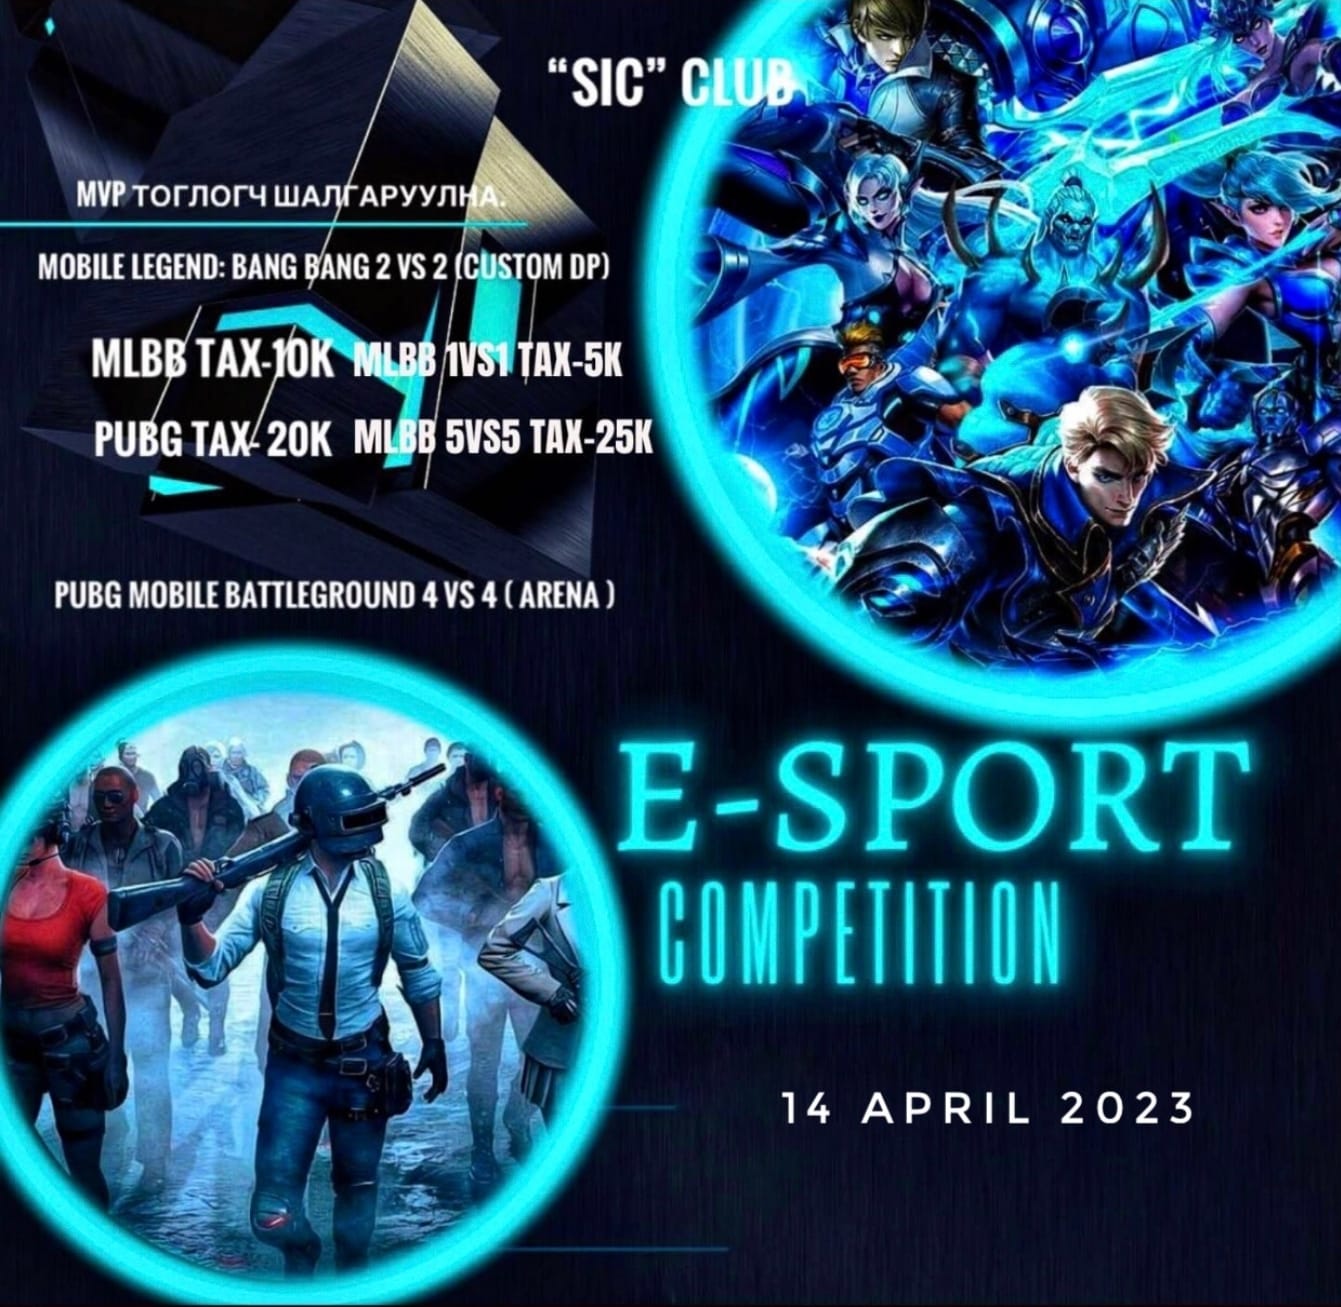 “SIC” CLUB
MVP ТОГЛОГЧ ШАЛГАРУУЛНА.
MOBILE LEGEND: BANG BANG 2 VS 2 (CUSTOM DP)
MLBB TAX-10K MLBB 1VS1 TAX-5K
PUBG TAX- 20K MLBB 5VS5 TAX-25K
PUBG MOBILE BATTLEGROUND 4 VS 4 ( ARENA )
E-SPORT
COMPETITION
14 APRIL 2023